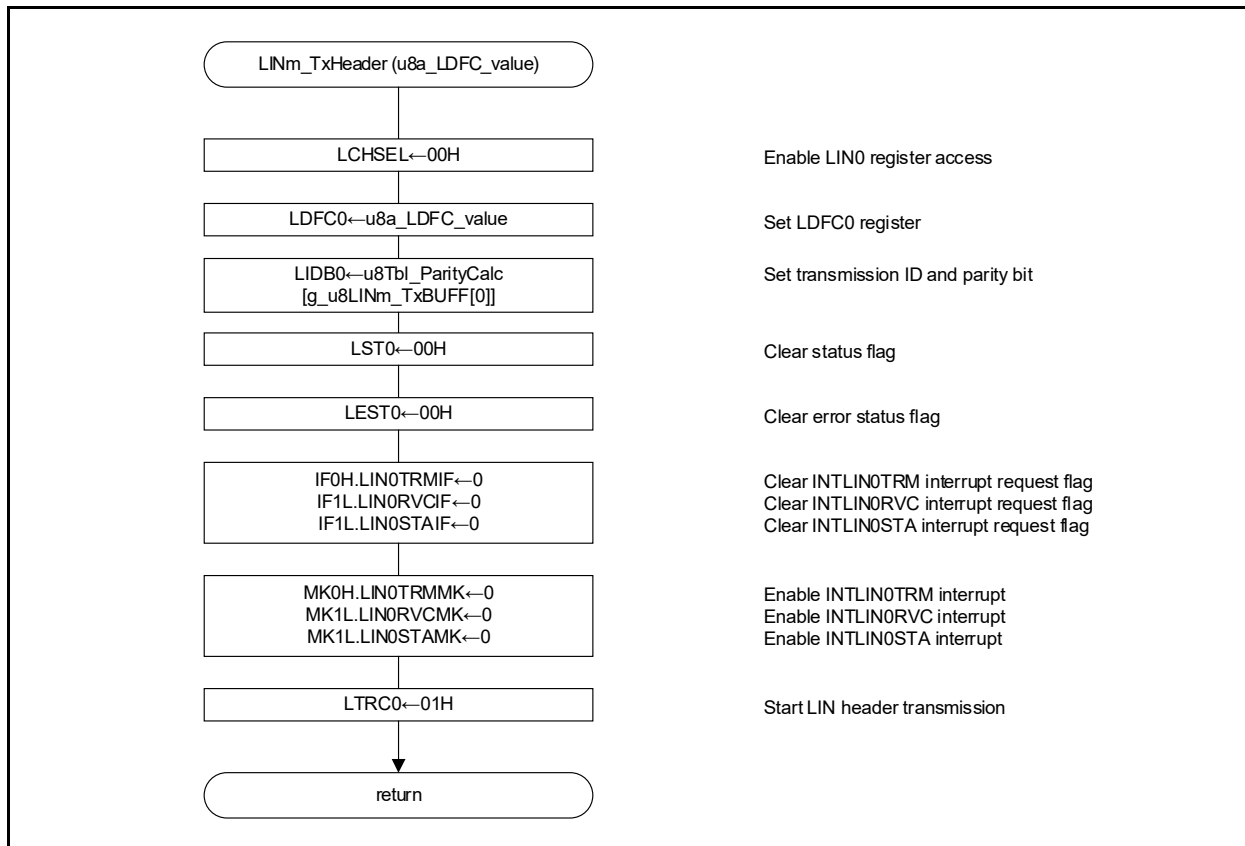 LINm_TxHeader (u8a_LDFC_value)
LCHSEL←00H
Enable LIN0 register access
LDFC0←u8a_LDFC_value
Set LDFC0 register
LIDB0←u8Tbl_ParityCalc
[g_u8LINm_TxBUFF[0]]
Set transmission ID and parity bit
LST0←00H
Clear status flag
LEST0←00H
Clear error status flag
IF0H.LIN0TRMIF←0
IF1L.LIN0RVCIF←0
IF1L.LIN0STAIF←0
Clear INTLIN0TRM interrupt request flag
Clear INTLIN0RVC interrupt request flag
Clear INTLIN0STA interrupt request flag
MK0H.LIN0TRMMK←0
MK1L.LIN0RVCMK←0
MK1L.LIN0STAMK←0
Enable INTLIN0TRM interrupt
Enable INTLIN0RVC interrupt
Enable INTLIN0STA interrupt
LTRC0←01H
Start LIN header transmission
return